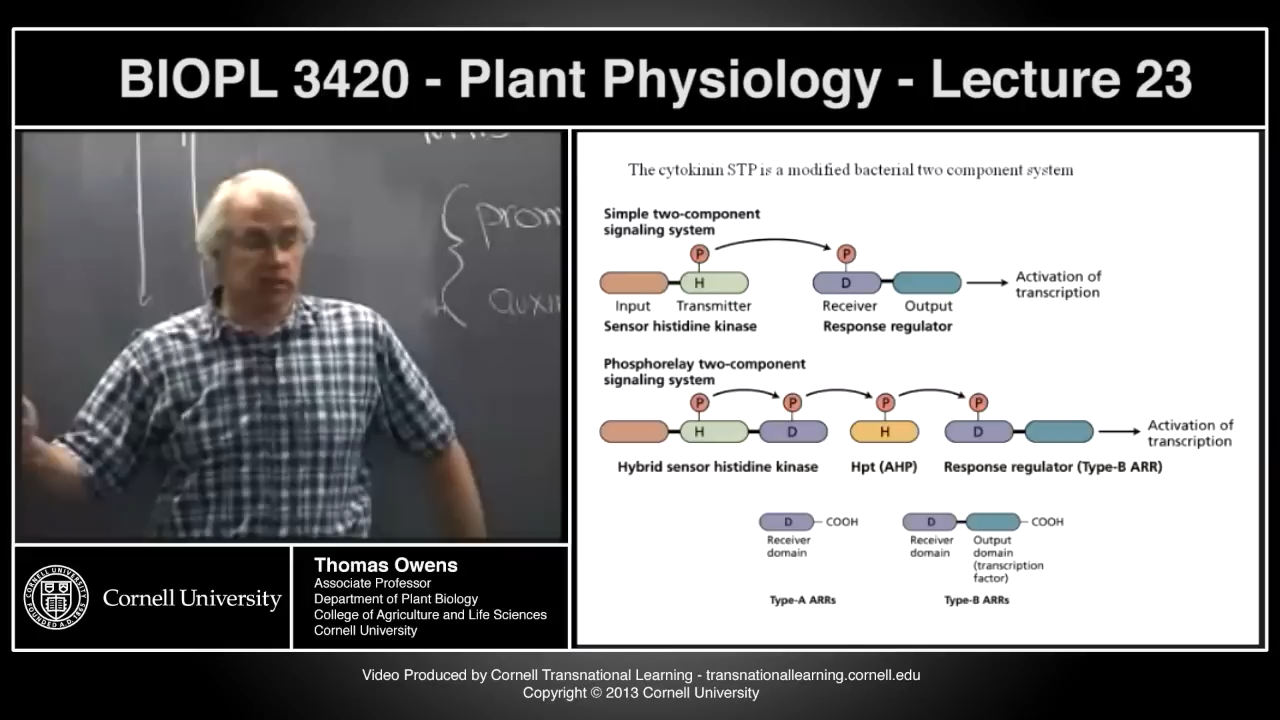 BIOPL 3420 - Plant Physiology - Lecture 23
The cytokinin STP is a modified bacterial two component system
Simple two-component
signaling system
P
P
H
D
Activation of
transcription
Input
Transmitter
Receiver
Output
Sensor histidine kinase
Response regulator
Phosphorelay two-component
signaling system
P
P
P
P
H
D
H
D
Activation of
transcription
Hybrid sensor histidine kinase
Hpt (AHP)
Response regulator (Type-B ARR)
D
COOH
D
COOH
Receiver
domain
Receiver
domain
Output
domain
(transcription
factor)
Type-A ARRs
Type-B ARRs
prom
auxi
Cornell University
Thomas Owens
Associate Professor
Department of Plant Biology
College of Agriculture and Life Sciences
Cornell University
Video Produced by Cornell Transnational Learning - transnationallearning.cornell.edu
Copyright © 2013 Cornell University